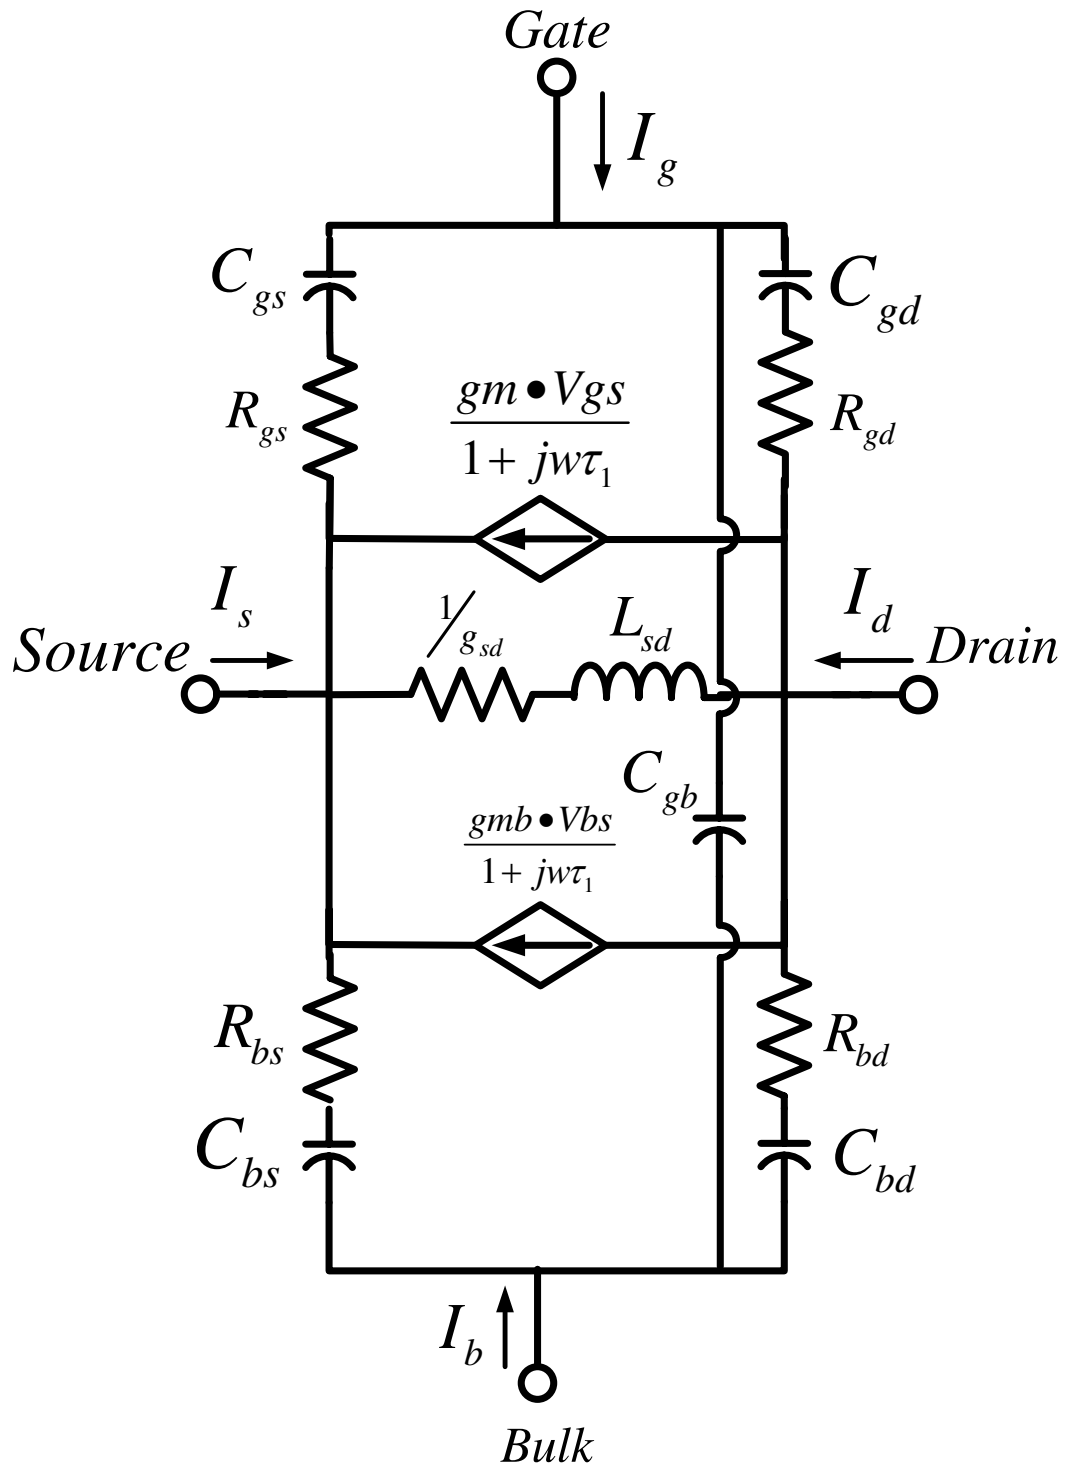 Gate
I_g
C_gs
C_gd
gm•Vgs
1+ jwτ_1
R_gs
R_gd
I_s
1/g_sd
L_sd
I_d
Source
Drain
C_gb
gmb•Vbs
1+ jwτ_1
R_bs
R_bd
C_bs
C_bd
I_b
Bulk